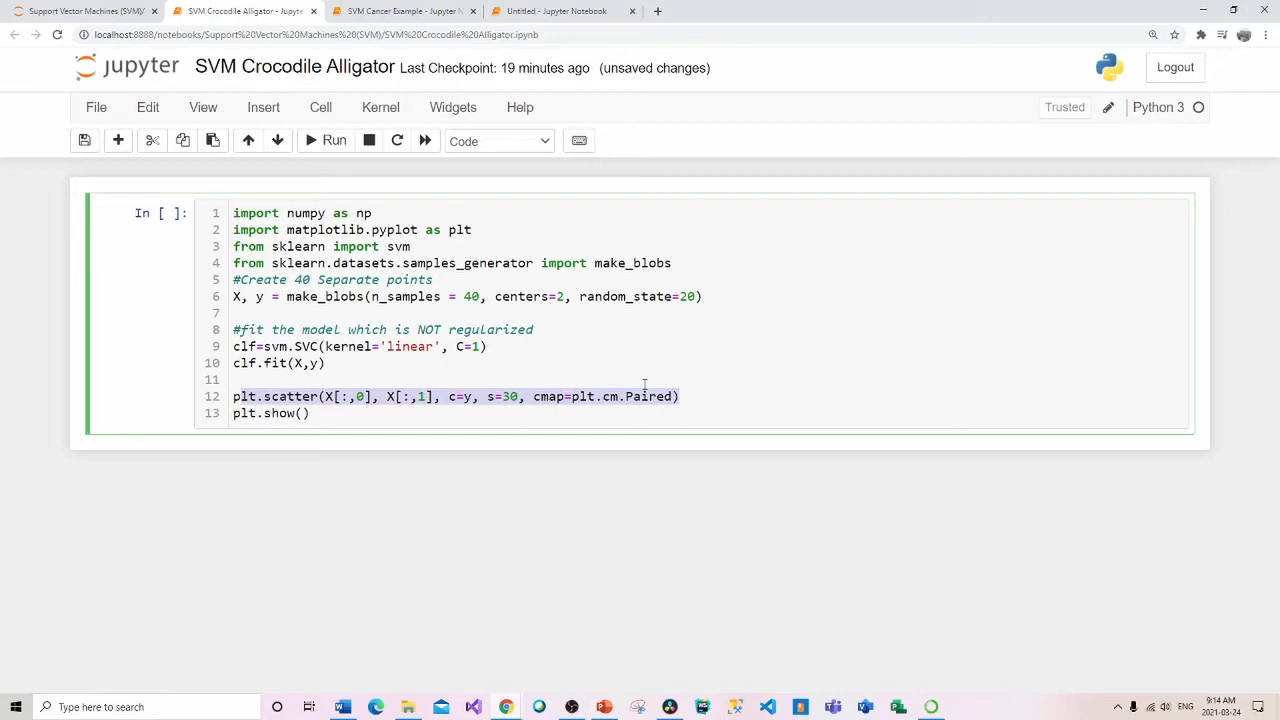 Support Vector Machines (SVM)/
SVM Crocodile Alligator - Jupyte
SVM Cancer Example - Jupyter N
Untitled - Jupyter Notebook
localhost:8888/notebooks/Support%20Vector%20Machines%20(SVM)/SVM%20Crocodile%20Alligator.ipynb
jupyter SVM Crocodile Alligator Last Checkpoint: 19 minutes ago (unsaved changes)
Logout
File Edit View Insert Cell Kernel Widgets Help
Trusted
Python 3
Run
Code
In [ ]:
1 import numpy as np
2 import matplotlib.pyplot as plt
3 from sklearn import svm
4 from sklearn.datasets.samples_generator import make_blobs
5 #Create 40 Separate points
6 X, y = make_blobs(n_samples = 40, centers=2, random_state=20)
7
8 #fit the model which is NOT regularized
9 clf=svm.SVC(kernel='linear', C=1)
10 clf.fit(X,y)
11
12 plt.scatter(X[:,0], X[:,1], c=y, s=30, cmap=plt.cm.Paired)
13 plt.show()
Type here to search
ENG
9:14 AM
2021-03-24